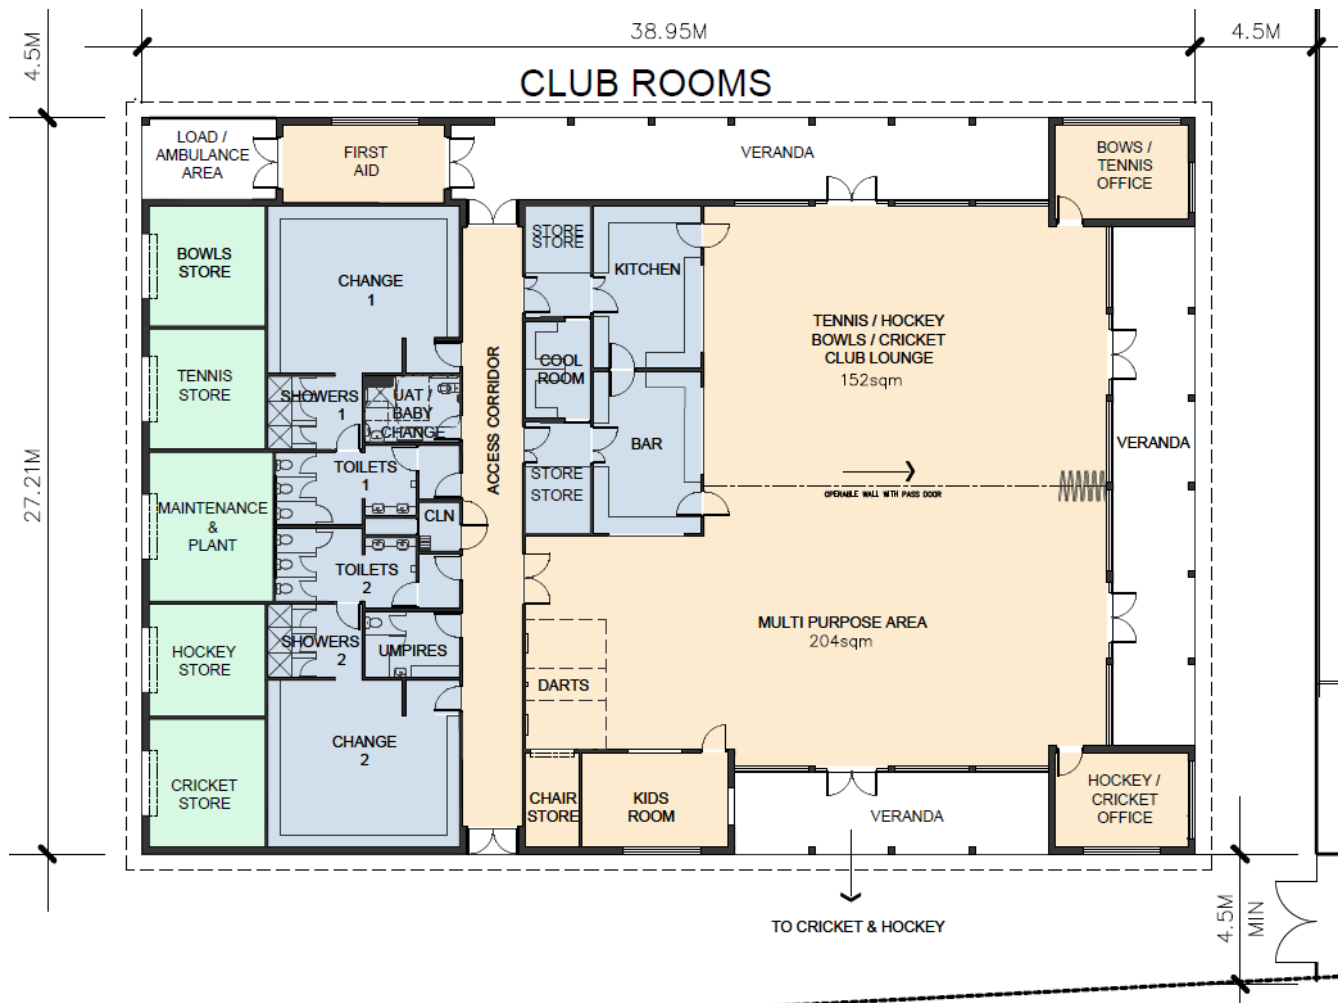 38.95M
4.5M
4.5M
CLUB ROOMS
LOAD /
AMBULANCE
AREA
FIRST
AID
VERANDA
BOWS /
TENNIS
OFFICE
BOWLS
STORE
CHANGE
1
STORE
STORE
KITCHEN
TENNIS / HOCKEY
BOWLS / CRICKET
CLUB LOUNGE
152sqm
TENNIS
STORE
SHOWERS
1
UAT /
BABY
CHANGE
ACCESS CORRIDOR
COOL
ROOM
BAR
VERANDA
27.21M
TOILETS
1
STORE
STORE
OPERABLE WALL WITH PASS DOOR
MAINTENANCE
&
PLANT
CLN
TOILETS
2
HOCKEY
STORE
SHOWERS
2
UMPIRES
MULTI PURPOSE AREA
204sqm
DARTS
CHANGE
2
CRICKET
STORE
CHAIR
STORE
KIDS
ROOM
VERANDA
HOCKEY /
CRICKET
OFFICE
TO CRICKET & HOCKEY
4.5M
MIN